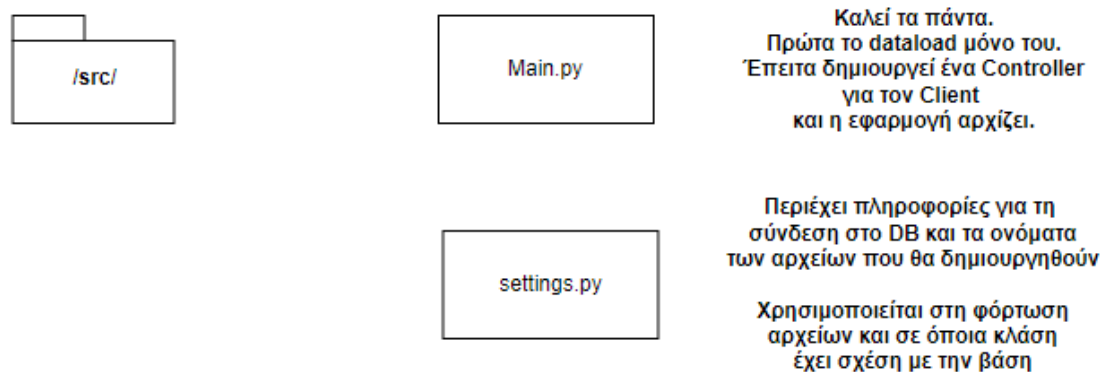 /src/
Main.py
Καλεί τα πάντα.
Πρώτα το dataload μόνο του.
Έπειτα δημιουργεί ένα Controller
για τον Client
και η εφαρμογή αρχίζει.
settings.py
Περιέχει πληροφορίες για τη
σύνδεση στο DB και τα ονόματα
των αρχείων που θα δημιουργηθούν
Χρησιμοποιείται στη φόρτωση
αρχείων και σε όποια κλάση
έχει σχέση με την βάση